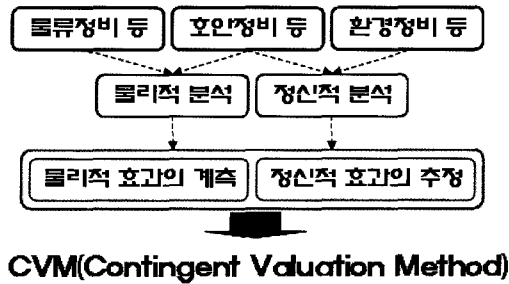 물류정비 등 호안정비 등 환경정비 등
물리적 분석 정신적 분석
물리적 효과의 계측 정신적 효과의 추정
CVM(Contingent Valuation Method)